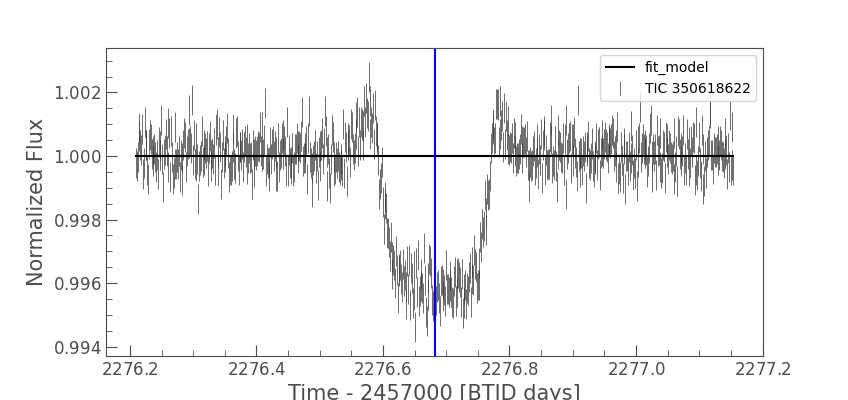 fit_model
TIC 350618622
1.002
1.000
0.998
0.996
0.994
Normalized Flux
2276.2 2276.4 2276.6 2276.8 2277.0 2277.2
Time - 2457000 [BTJD days]